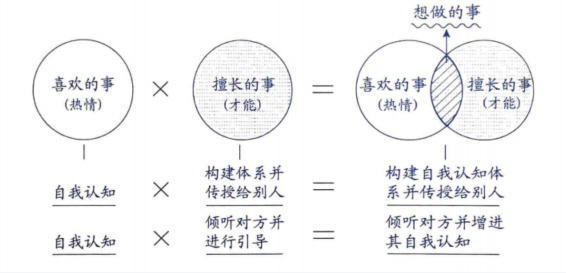 想做的事
喜欢的事
(热情)
×
擅长的事
(才能)
=
喜欢的事
(热情)
擅长的事
(才能)
自我认知
×
构建体系并
传授给别人
=
构建自我认知体
系并传授给别人
自我认知
×
倾听对方并
进行引导
=
倾听对方并增进
其自我认知